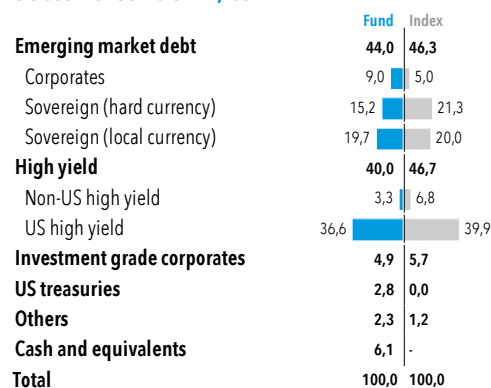 Fund Index
Emerging market debt 44,0 46,3
Corporates 9,0 5,0
Sovereign (hard currency) 15,2 21,3
Sovereign (local currency) 19,7 20,0
High yield 40,0 46,7
Non-US high yield 3,3 6,8
US high yield 36,6 39,9
Investment grade corporates 4,9 5,7
US treasuries 2,8 0,0
Others 2,3 1,2
Cash and equivalents 6,1 -
Total 100,0 100,0